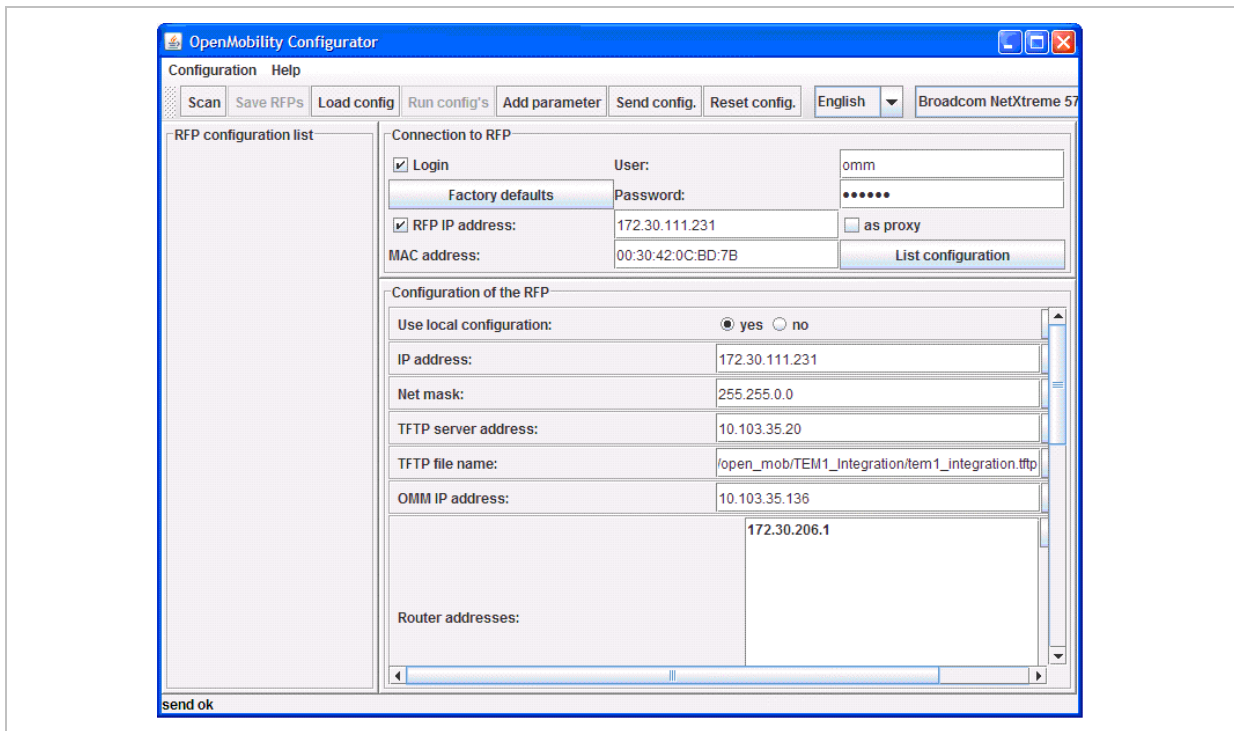 OpenMobility Configurator
Configuration Help
Scan Save RFPs Load config Run config's Add parameter Send config. Reset config. English Broadcom NetXtreme 57
RFP configuration list
Connection to RFP
Login User: omm
Factory defaults Password: ••••••
RFP IP address: 172.30.111.231 as proxy
MAC address: 00:30:42:0C:BD:7B List configuration
Configuration of the RFP
Use local configuration: yes no
IP address: 172.30.111.231
Net mask: 255.255.0.0
TFTP server address: 10.103.35.20
TFTP file name: /open_mob/TEM1_Integration/tem1_integration.tftp
OMM IP address: 10.103.35.136
172.30.206.1
Router addresses:
send ok